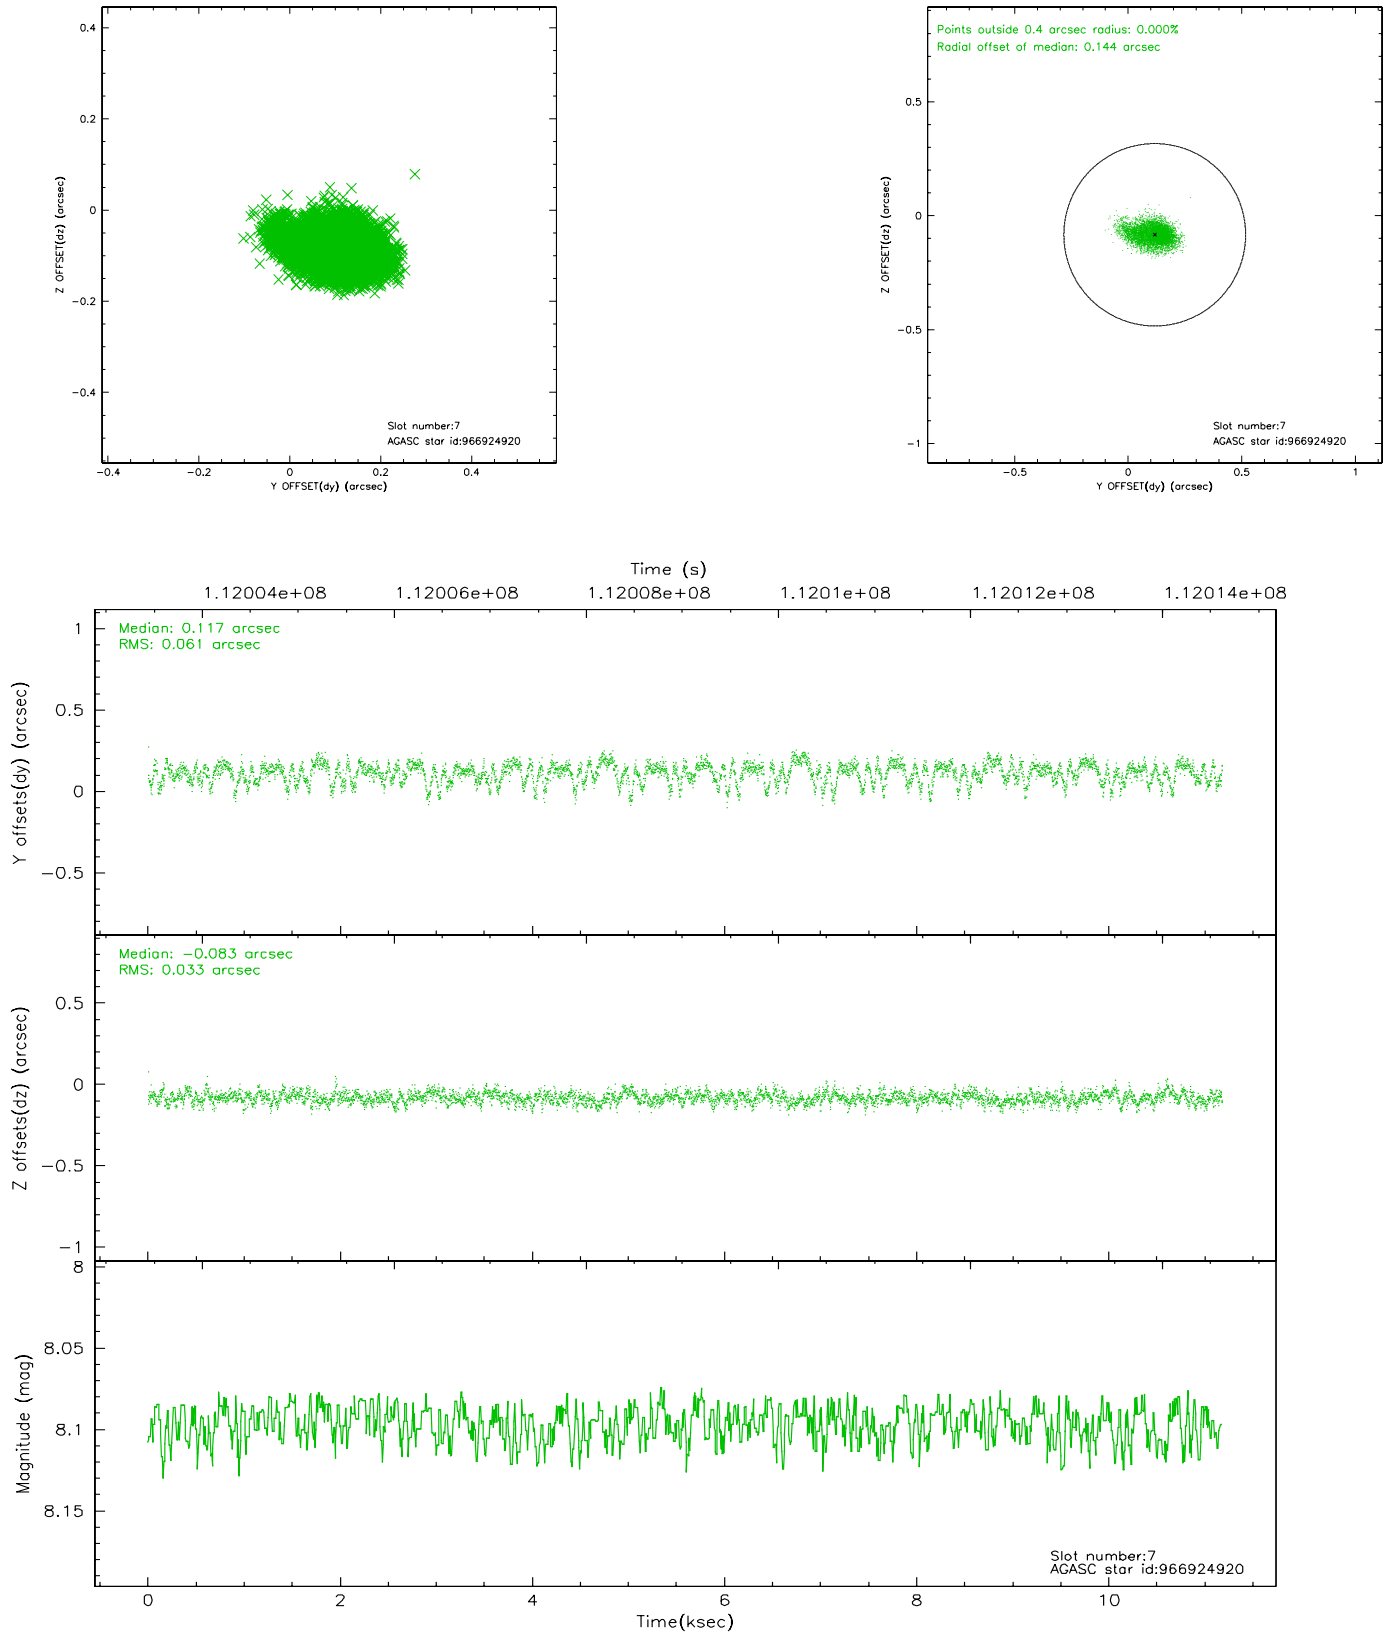 0.4
0.2
0
−0.2
−0.4
Z OFFSET(dz) (arcsec)
Slot number:7
AGASC star id:966924920
−0.4
−0.2
0
0.2
0.4
Y OFFSET(dy) (arcsec)
Points outside 0.4 arcsec radius: 0.000%
Radial offset of median: 0.144 arcsec
0.5
0
−0.5
−1
Z OFFSET(dz) (arcsec)
Slot number:7
AGASC star id:966924920
−0.5
0
0.5
1
Y OFFSET(dy) (arcsec)
Time (s)
1.12004e+08
1.12006e+08
1.12008e+08
1.1201e+08
1.12012e+08
1.12014e+08
Median: 0.117 arcsec
RMS: 0.061 arcsec
1
0.5
0
−0.5
Y offsets(dy) (arcsec)
Median: −0.083 arcsec
RMS: 0.033 arcsec
0.5
0
−0.5
−1
Z offsets(dz) (arcsec)
8
8.05
8.1
8.15
Magnitude (mag)
Slot number:7
AGASC star id:966924920
0
2
4
6
8
10
Time(ksec)